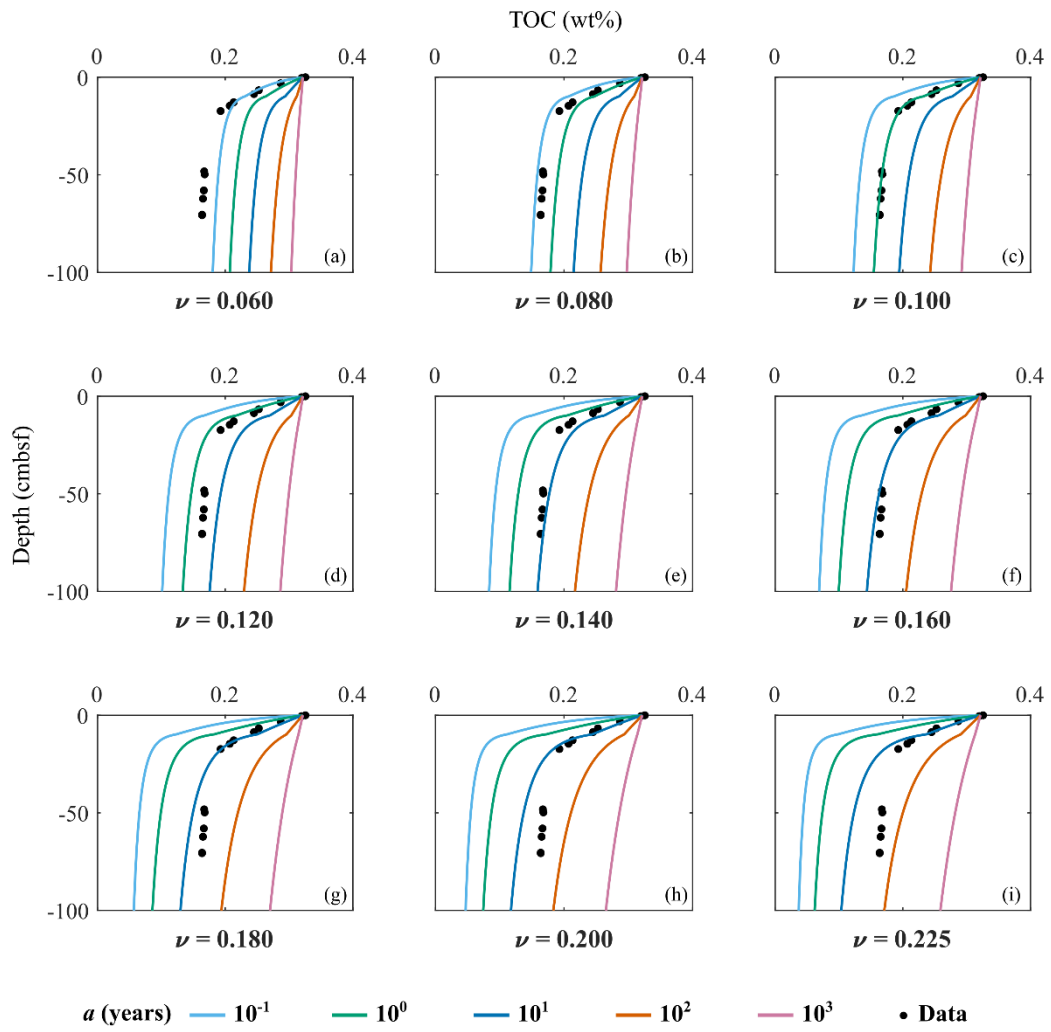 TOC (wt%)
0 0.2 0.4 0 0.2 0.4 0 0.2 0.4
0
-50
-100
(a) (b) (c)
ν = 0.060 ν = 0.080 ν = 0.100
0 0.2 0.4 0 0.2 0.4 0 0.2 0.4
Depth (cmbsf)
0
-50
-100
(d) (e) (f)
ν = 0.120 ν = 0.140 ν = 0.160
0 0.2 0.4 0 0.2 0.4 0 0.2 0.4
0
-50
-100
(g) (h) (i)
ν = 0.180 ν = 0.200 ν = 0.225
a (years) 10⁻¹ 10⁰ 10¹ 10² 10³ Data